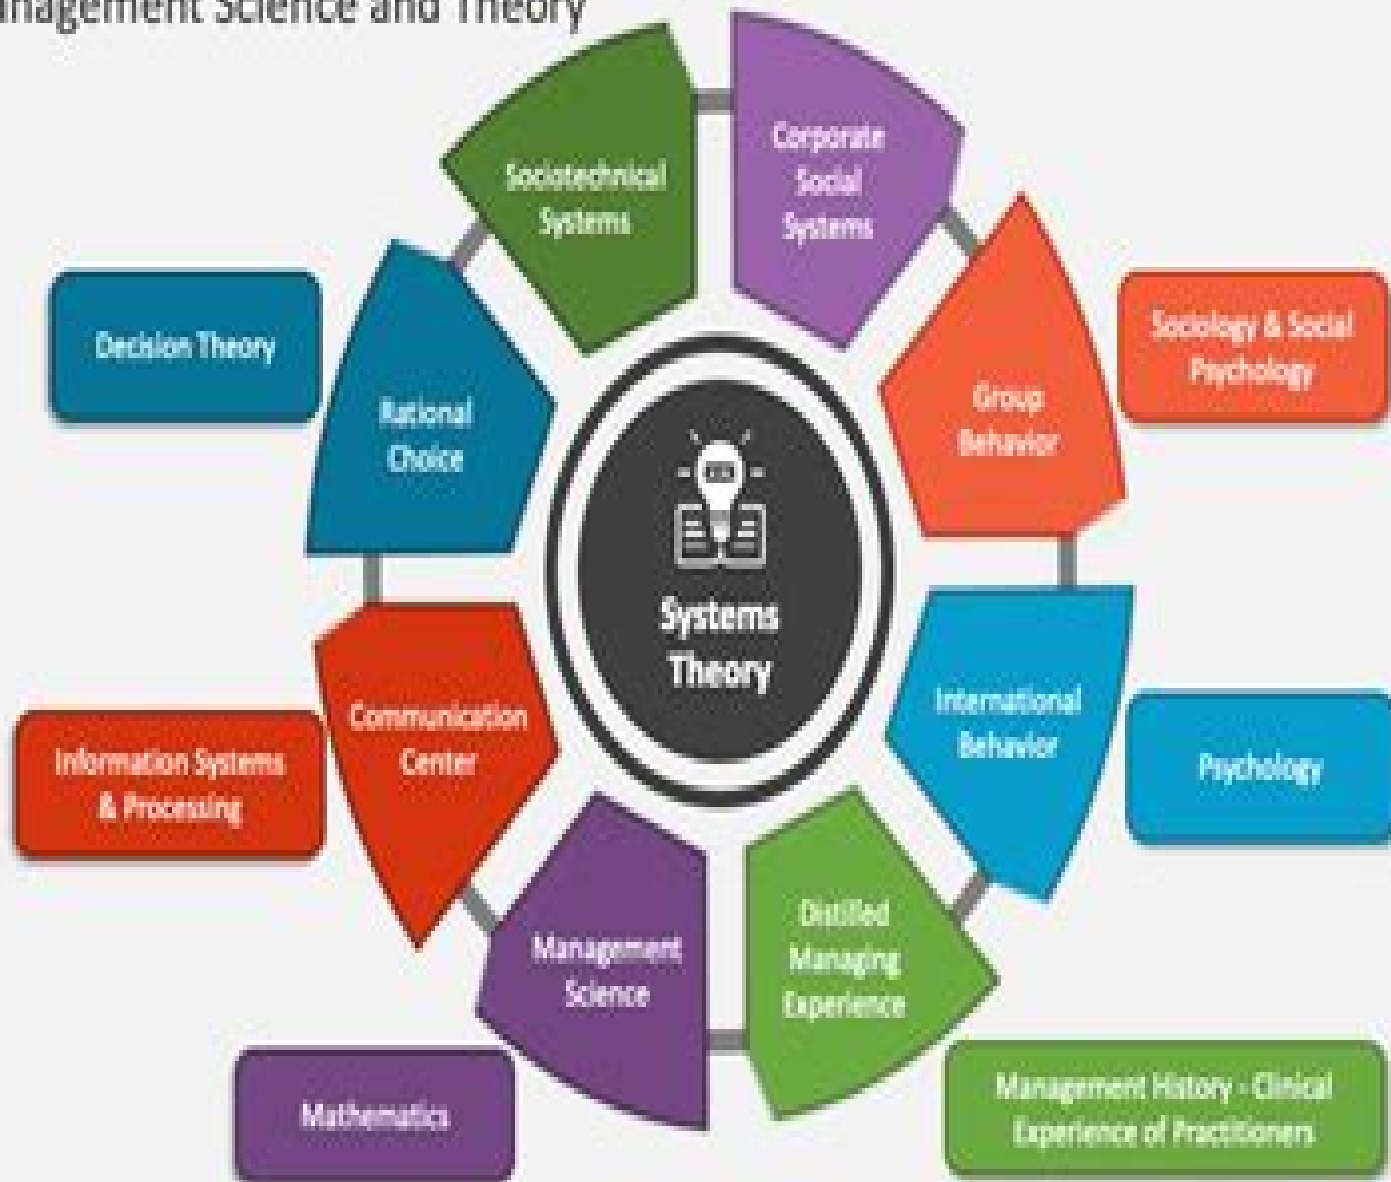 nagement Science and Theory
Sociotechnical
Systems
Corporate
Social
Systems
Decision Theory
Rational
Choice
Group
Behavior
Sociology & Social
Psychology
Systems
Theory
Communication
Center
International
Behavior
Information Systems
& Processing
Psychology
Management
Science
Distilled
Managing
Experience
Mathematics
Management History - Clinical
Experience of Practitioners